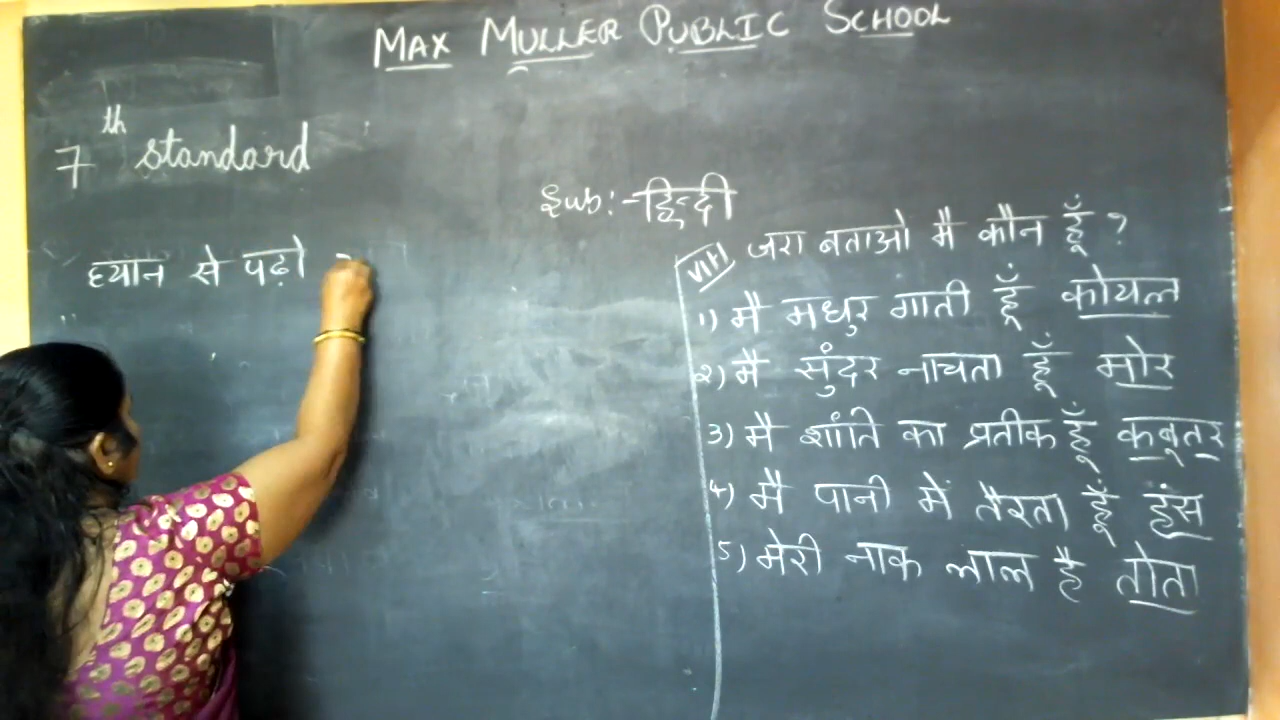 MAX MULLER PUBLIC SCHOOL
7th standard
Sub:-हिन्दी
ध्यान से पढ़ो
VIII जरा बताओ मै कौन हूँ ?
1) मै मधुर गाती हूँ कोयल
2) मै सुंदर नाचता हूँ मोर
3) मै शांति का प्रतीक हूँ कबूतर
4) मै पानी में तैरता हूँ हंस
5) मेरी नाक लाल है तोता